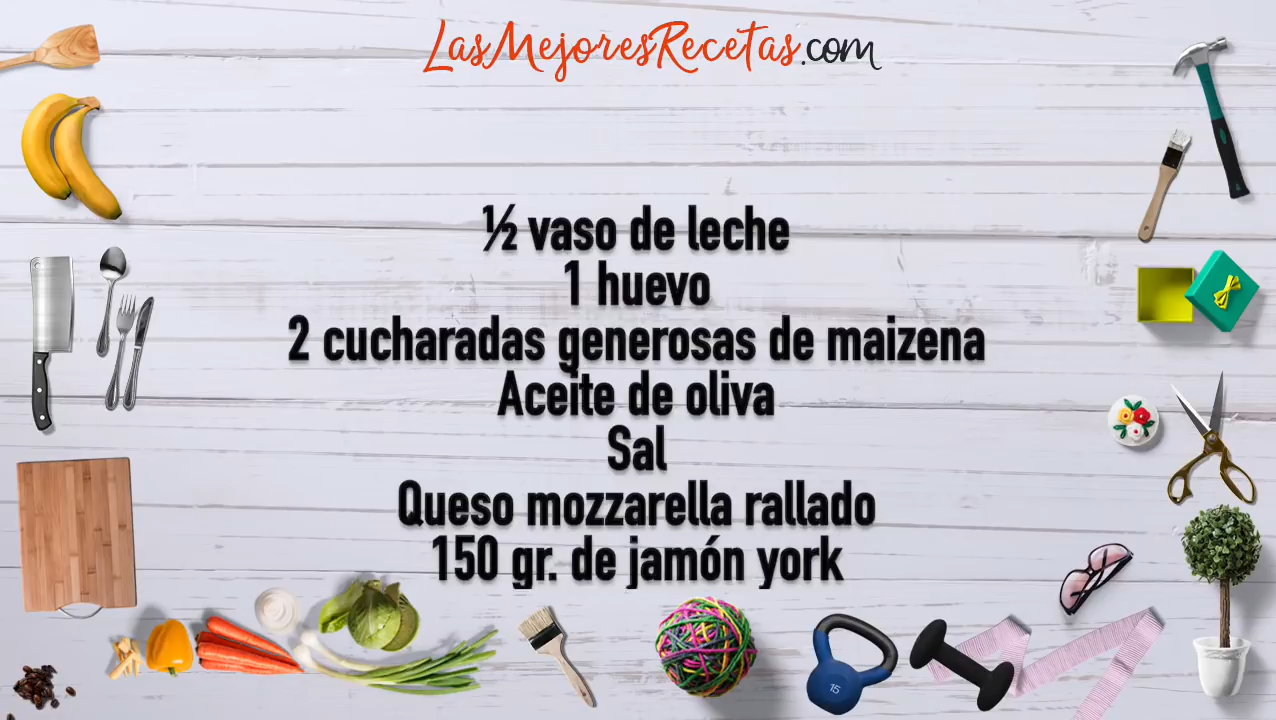 LasMejoresRecetas.com
½ vaso de leche
1 huevo
2 cucharadas generosas de maizena
Aceite de oliva
Sal
Queso mozzarella rallado
150 gr. de jamón york
15